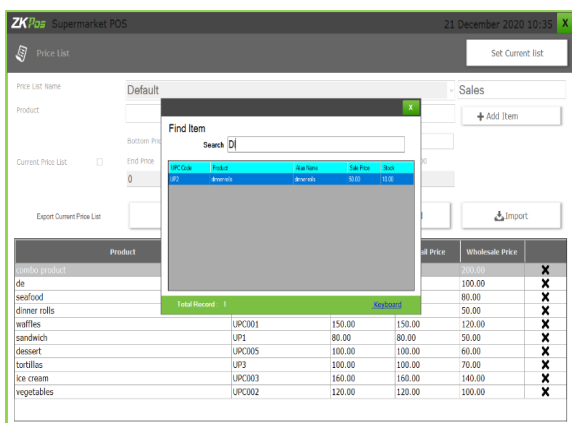 ZKPos Supermarket POS 21 December 2020 10:35 X
Price List Set Current list
Price List Name Default Sales
Product + Add Item
X
Find Item
Search DI
Bottom Pric
Current Price List End Price
0
UPC Code Product Alias Name Sale Price Stock
UP2 dinner rolls dinner rolls 50.00 10.00
Export Current Price List Import
Total Record : 1 Keyboard
Product ail Price Wholesale Price
combo product 200.00 X
de 100.00 X
seafood 80.00 X
dinner rolls 50.00 X
waffles UPC001 150.00 150.00 120.00 X
sandwich UP1 80.00 80.00 50.00 X
dessert UPC005 100.00 100.00 60.00 X
tortillas UP3 100.00 100.00 70.00 X
ice cream UPC003 160.00 160.00 140.00 X
vegetables UPC002 120.00 120.00 100.00 X